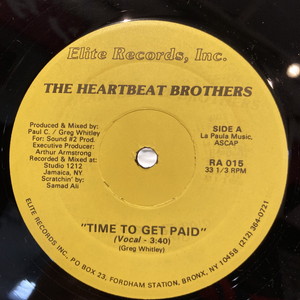 Elite Records, Inc.
THE HEARTBEAT BROTHERS
Produced & Mixed by:
Paul C. / Greg Whitley
For: Sound #2 Prod.
Executive Producer:
Arthur Armstrong
Recorded & Mixed at:
Studio 1212
Jamaica, NY
Scratchin' by:
Samad Ali
SIDE A
La Paula Music,
ASCAP
RA 015
33 1/3 RPM
"TIME TO GET PAID"
(Vocal - 3:40)
(Greg Whitley)
ELITE RECORDS INC. PO BOX 23, FORDHAM STATION, BRONX, NY 10458 (212) 364-0721